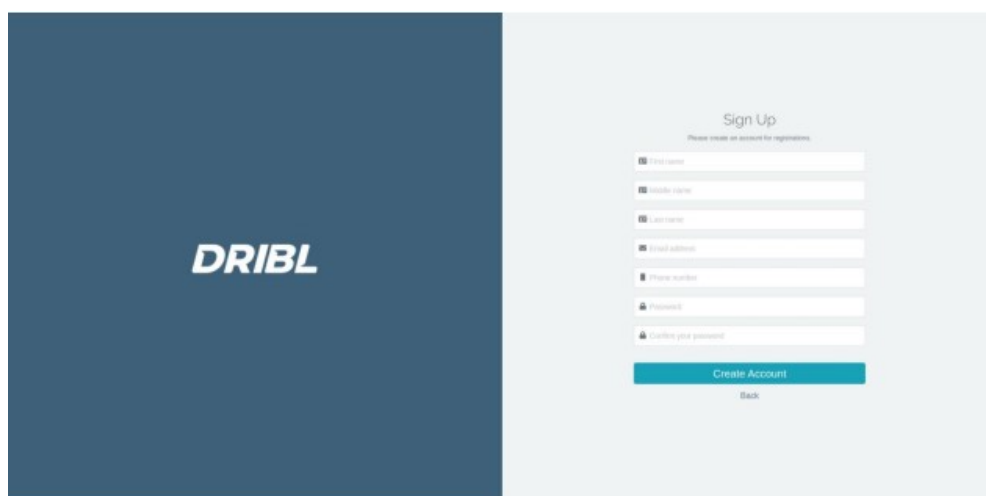 DRIBL
Sign Up
Please create an account for registrations.
First name
Middle name
Last name
Email address
Phone number
Password
Confirm your password
Create Account
Back